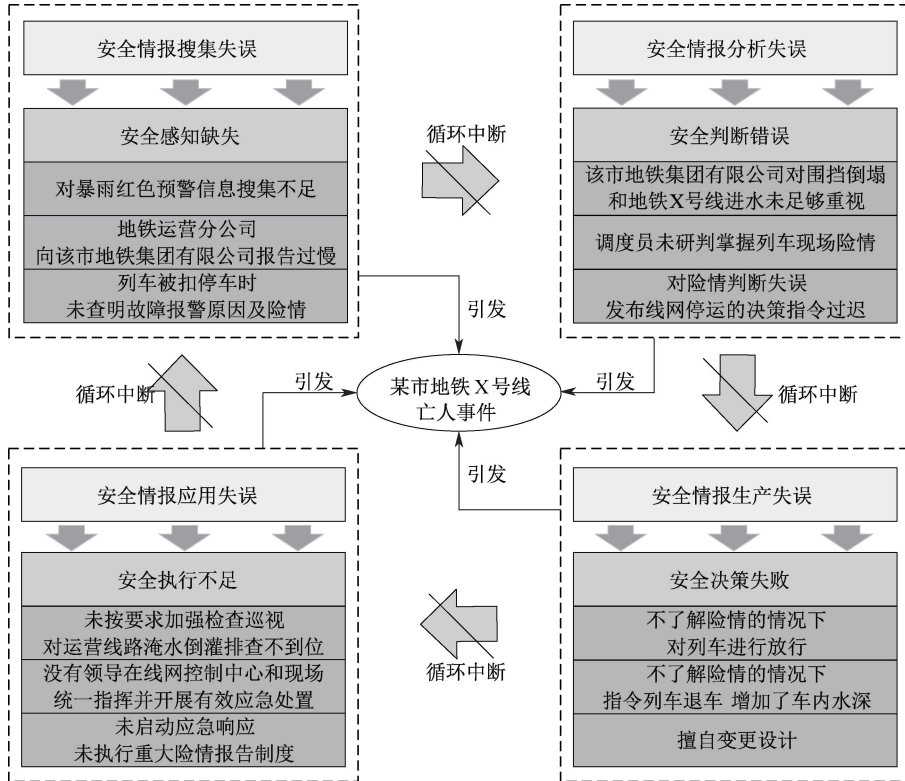 安全情报搜集失误
安全感知缺失
对暴雨红色预警信息搜集不足
地铁运营分公司
向该市地铁集团有限公司报告过慢
列车被扣停车时
未查明故障报警原因及险情
循环中断
安全情报分析失误
安全判断错误
该市地铁集团有限公司对围挡倒塌
和地铁X号线进水未足够重视
调度员未研判掌握列车现场险情
对险情判断失误
发布线网停运的决策指令过迟
引发
循环中断
引发
某市地铁X号线
亡人事件
引发
循环中断
引发
安全情报应用失误
安全执行不足
未按要求加强检查巡视
对运营线路淹水倒灌排查不到位
没有领导在线网控制中心和现场
统一指挥并开展有效应急处置
未启动应急响应
未执行重大险情报告制度
循环中断
安全情报生产失误
安全决策失败
不了解险情的情况下
对列车进行放行
不了解险情的情况下
指令列车退车 增加了车内水深
擅自变更设计